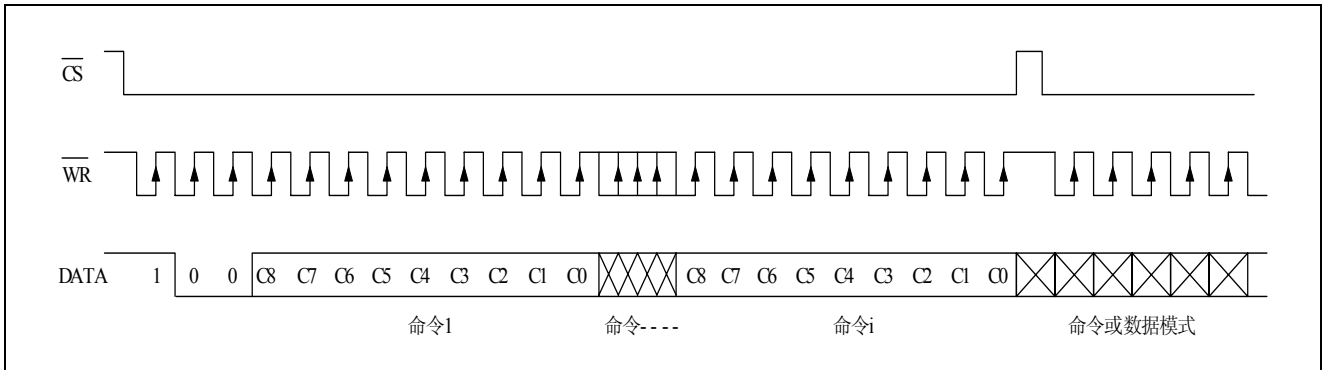 CS
WR
DATA 1 0 0 C8 C7 C6 C5 C4 C3 C2 C1 C0 C8 C7 C6 C5 C4 C3 C2 C1 C0
命令1 命令---- 命令i 命令或数据模式